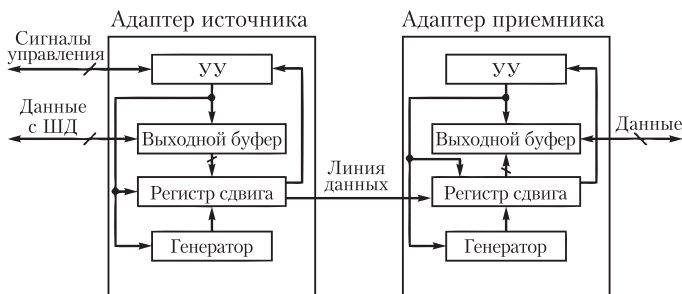 Адаптер источника
Адаптер приемника
Сигналы
управления
УУ
УУ
Данные
с ШД
Выходной буфер
Выходной буфер
Данные
Линия
данных
Регистр сдвига
Регистр сдвига
Генератор
Генератор